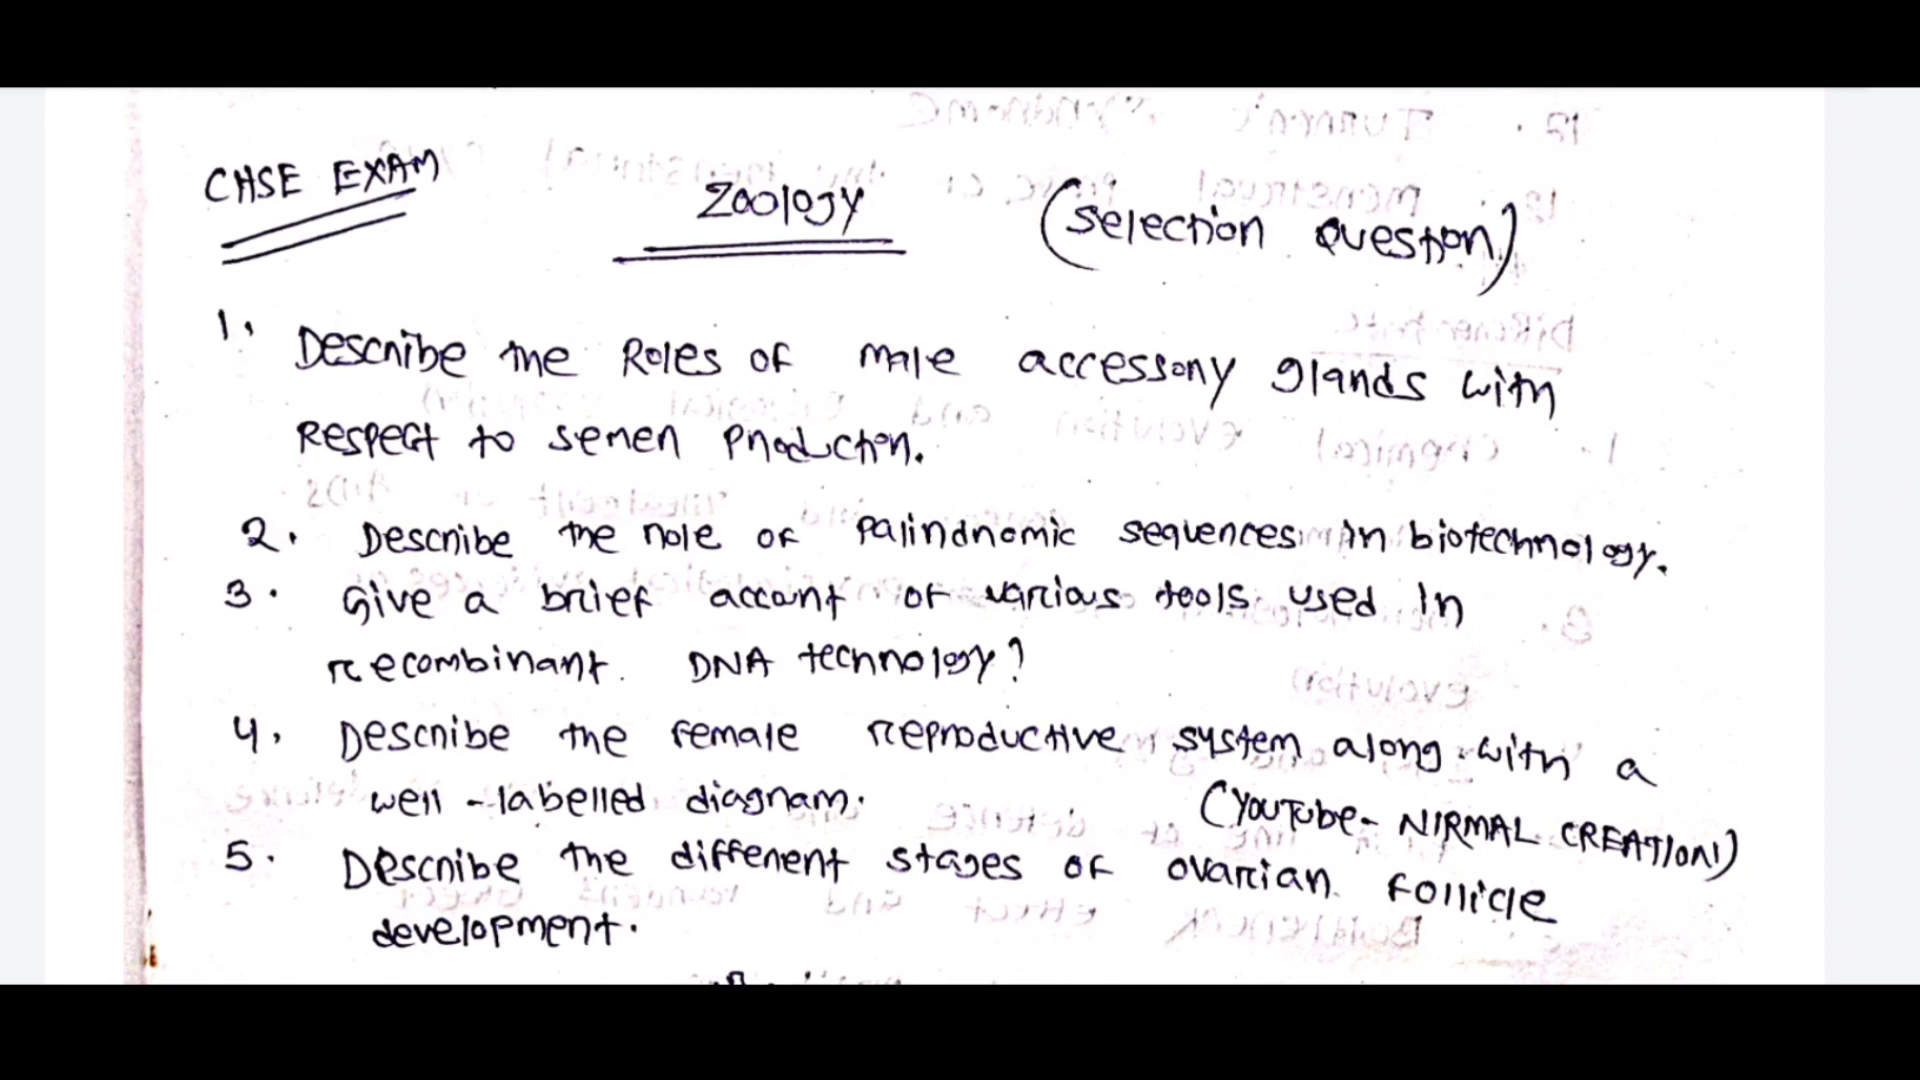 CHSE EXAM
Zoology
(Selection Question)
1. Describe the Roles of male accessory glands with
Respect to semen Production.
2. Describe the role of Palindromic sequences in biotechnology.
3. Give a brief account of various tools used in
recombinant DNA technology?
4. Describe the female reproductive system along with a
well-labelled diagram.
(YouTube- NIRMAL CREATION)
5. Describe the different stages of ovarian follicle
development.